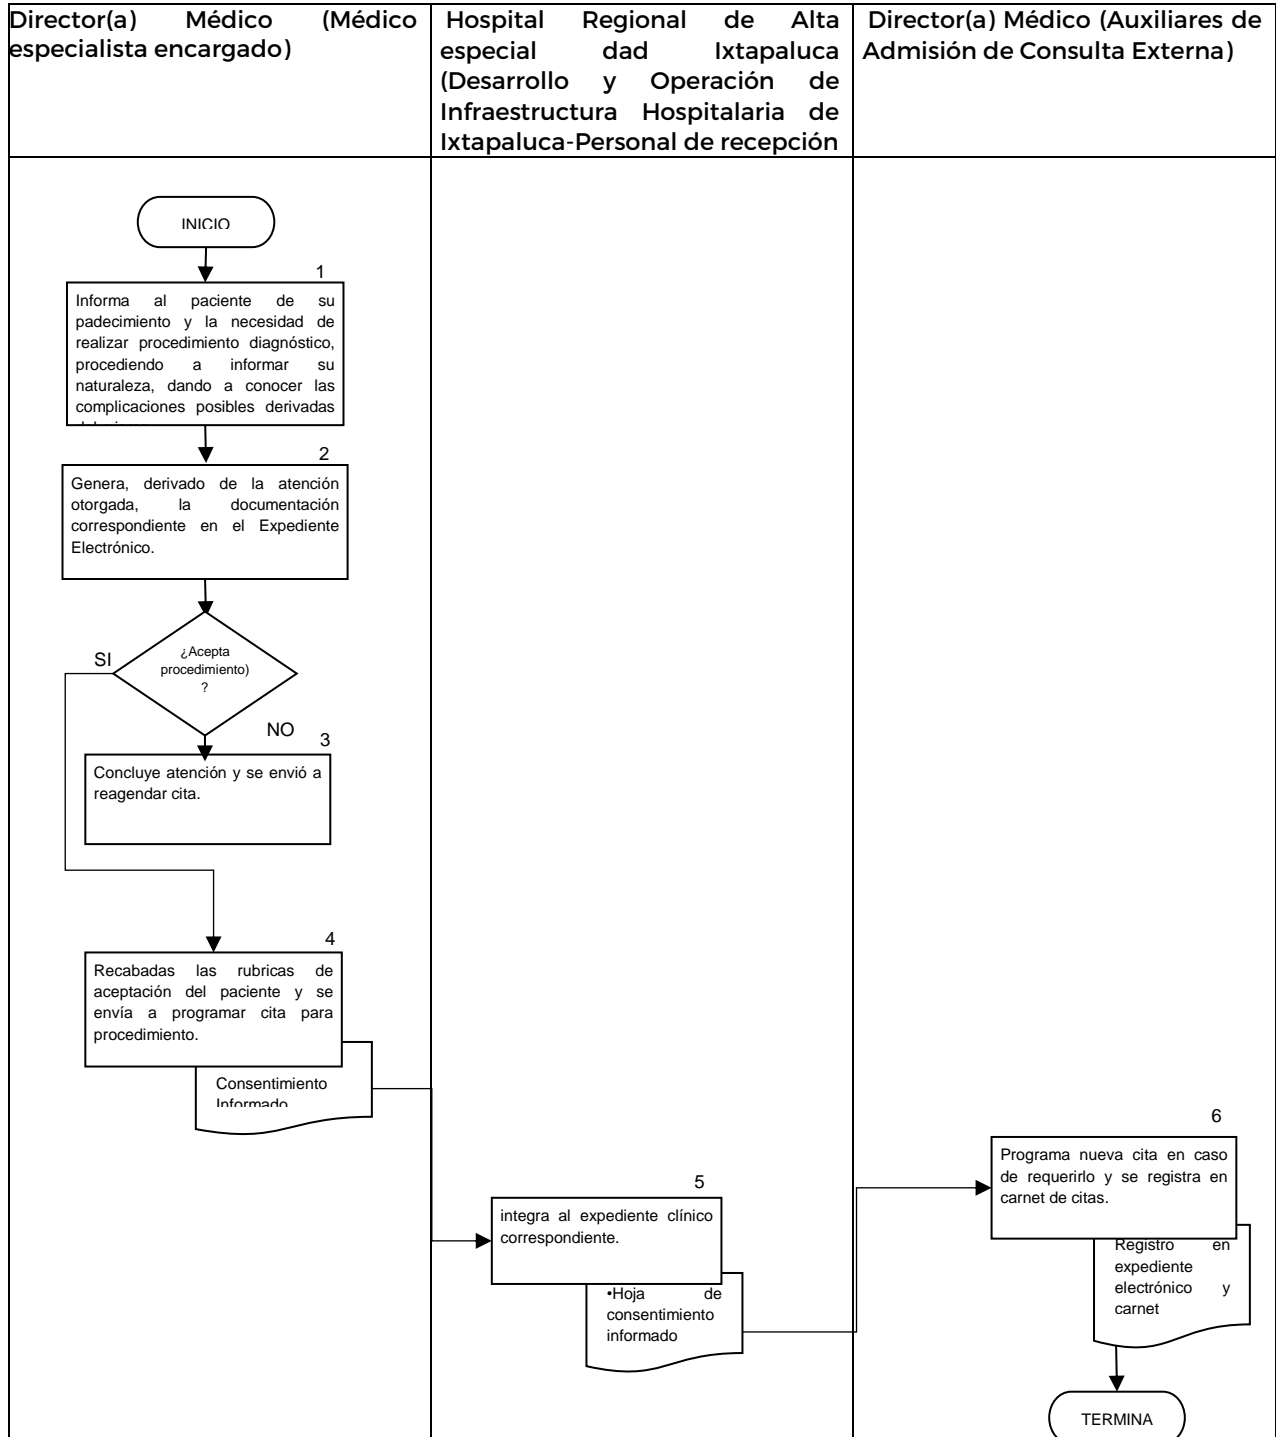 Director(a) Médico (Médico
especialista encargado)
Hospital Regional de Alta
especial dad Ixtapaluca
(Desarrollo y Operación de
Infraestructura Hospitalaria de
Ixtapaluca-Personal de recepción
Director(a) Médico (Auxiliares de
Admisión de Consulta Externa)
INICIO
1
Informa al paciente de su
padecimiento y la necesidad de
realizar procedimiento diagnóstico,
procediendo a informar su
naturaleza, dando a conocer las
complicaciones posibles derivadas
2
Genera, derivado de la atención
otorgada, la documentación
correspondiente en el Expediente
Electrónico.
¿Acepta
procedimiento)
?
SI
NO
3
Concluye atención y se envió a
reagendar cita.
4
Recabadas las rubricas de
aceptación del paciente y se
envía a programar cita para
procedimiento.
Consentimiento
Informado
5
integra al expediente clínico
correspondiente.
•Hoja de
consentimiento
informado
6
Programa nueva cita en caso
de requerirlo y se registra en
carnet de citas.
Registro en
expediente
electrónico y
carnet
TERMINA